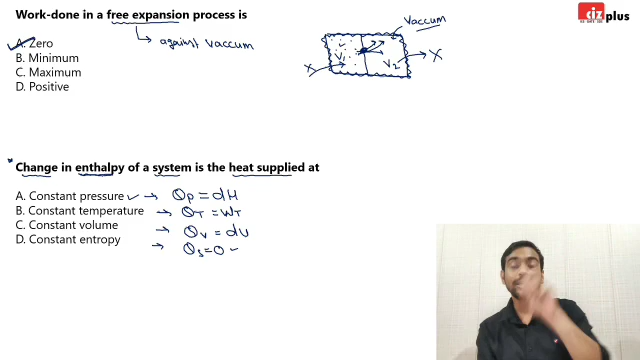 Work-done in a free expansion process is
against vaccum
A. Zero
B. Minimum
C. Maximum
D. Positive
Vaccum
V1
V2
X
X
ciz plus
Change in enthalpy of a system is the heat supplied at
A. Constant pressure → Qp = dH
B. Constant temperature → QT = WT
C. Constant volume → Qv = dU
D. Constant entropy → Qs = 0